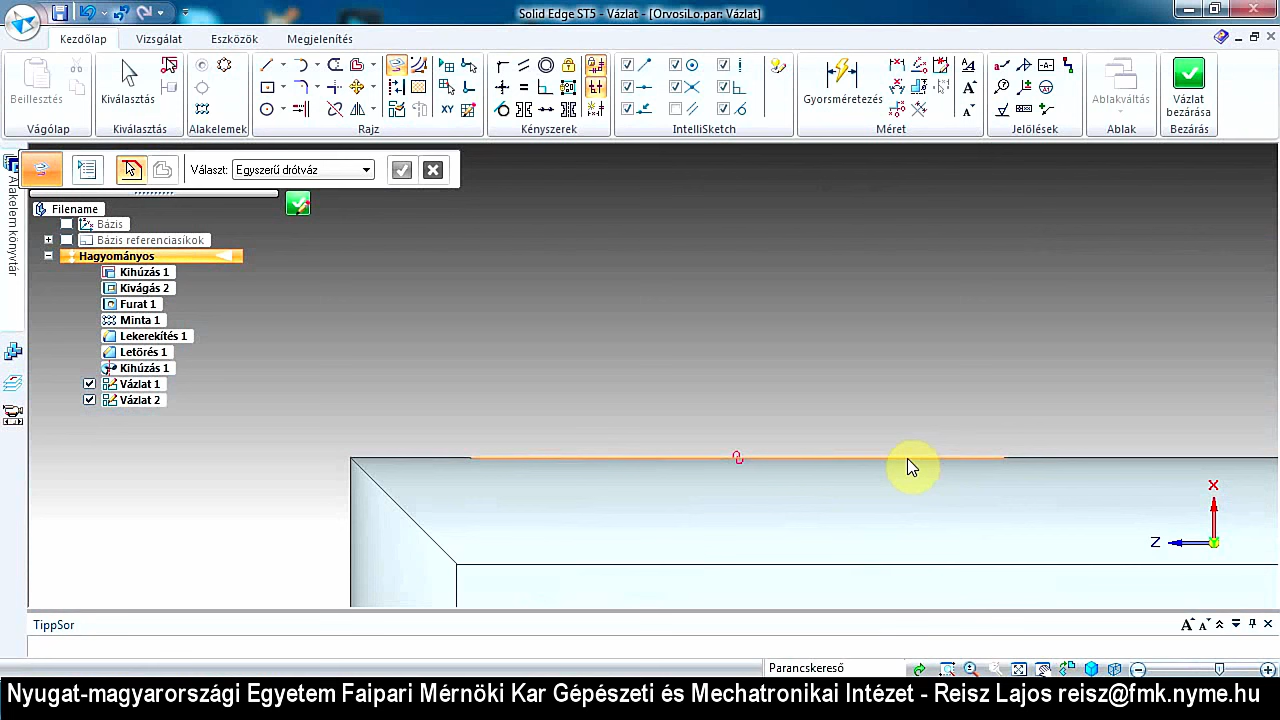 Solid Edge ST5 - Vázlat - [OrvosiLo.par: Vázlat]
Kezdőlap
Vizsgálat
Eszközök
Megjelenítés
Beillesztés
Kiválasztás
Gyorsméretezés
Ablakváltás
Vázlat bezárása
Vágólap
Kiválasztás
Alakelemek
Rajz
Kényszerek
IntelliSketch
Méret
Jelölések
Ablak
Bezárás
Választ:
Egyszerű drótváz
Alakelem könyvtár
Filename
Bázis
Bázis referenciasíkok
Hagyományos
Kihúzás 1
Kivágás 2
Furat 1
Minta 1
Lekerekítés 1
Letörés 1
Kihúzás 1
Vázlat 1
Vázlat 2
X
Z
TippSor
Parancskereső
Nyugat-magyarországi Egyetem Faipari Mérnöki Kar Gépészeti és Mechatronikai Intézet - Reisz Lajos reisz@fmk.nyme.hu